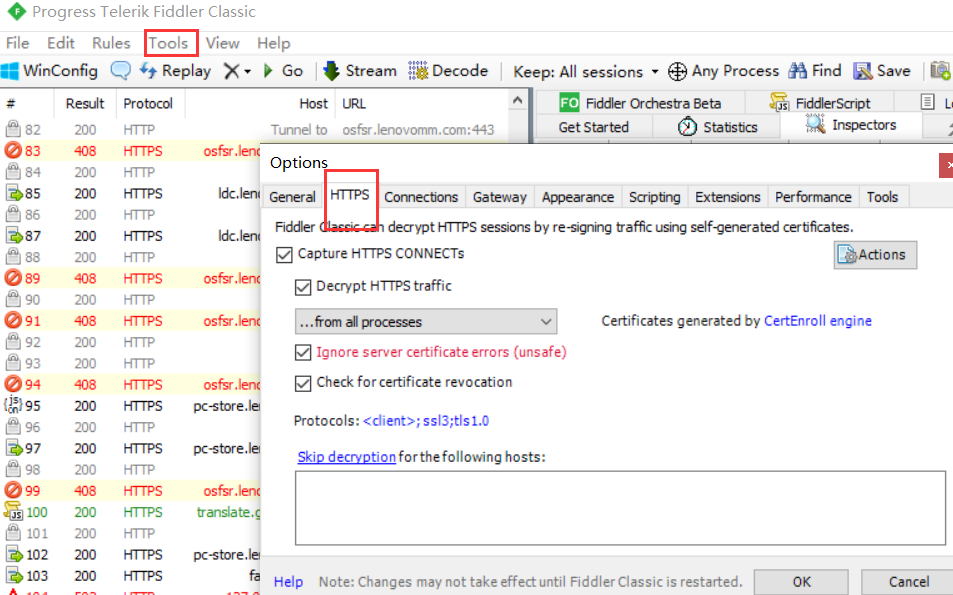 Progress Telerik Fiddler Classic
File Edit Rules Tools View Help
WinConfig Replay Go Stream Decode Keep: All sessions Any Process Find Save
# Result Protocol Host URL
FO Fiddler Orchestra Beta FiddlerScript
Get Started Statistics Inspectors
82 200 HTTP Tunnel to osfsr.lenovomm.com:443
83 408 HTTPS osfsr.len
84 200 HTTP
85 200 HTTPS ldc.len
86 200 HTTP
87 200 HTTPS ldc.len
88 200 HTTP
89 408 HTTPS osfsr.len
90 200 HTTP
91 408 HTTPS osfsr.len
92 200 HTTP
93 200 HTTP
94 408 HTTPS osfsr.len
95 200 HTTPS pc-store.le
96 200 HTTP
97 200 HTTPS pc-store.le
98 200 HTTP
99 408 HTTPS osfsr.len
100 200 HTTPS translate.g
101 200 HTTP
102 200 HTTPS pc-store.le
103 200 HTTPS fa
Options
General HTTPS Connections Gateway Appearance Scripting Extensions Performance Tools
Fiddler Classic can decrypt HTTPS sessions by re-signing traffic using self-generated certificates.
Capture HTTPS CONNECTs
Actions
Decrypt HTTPS traffic
...from all processes
Certificates generated by CertEnroll engine
Ignore server certificate errors (unsafe)
Check for certificate revocation
Protocols: <client>; ssl3;tls1.0
Skip decryption for the following hosts:
Help Note: Changes may not take effect until Fiddler Classic is restarted. OK Cancel